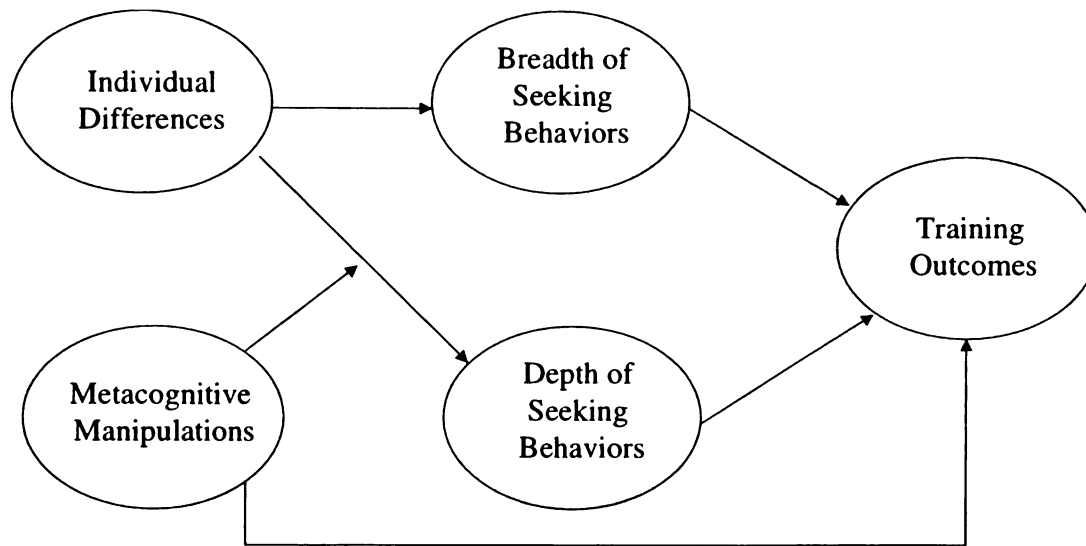 Individual
Differences
Breadth of
Seeking
Behaviors
Training
Outcomes
Metacognitive
Manipulations
Depth of
Seeking
Behaviors